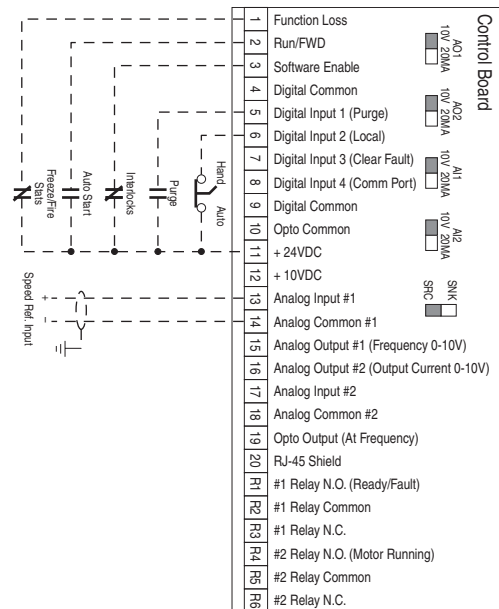 Control Board
1 Function Loss
2 Run/FWD
3 Software Enable
4 Digital Common
5 Digital Input 1 (Purge)
6 Digital Input 2 (Local)
7 Digital Input 3 (Clear Fault)
8 Digital Input 4 (Comm Port)
9 Digital Common
10 Opto Common
11 + 24VDC
12 + 10VDC
13 Analog Input #1
14 Analog Common #1
15 Analog Output #1 (Frequency 0-10V)
16 Analog Output #2 (Output Current 0-10V)
17 Analog Input #2
18 Analog Common #2
19 Opto Output (At Frequency)
20 RJ-45 Shield
R1 #1 Relay N.O. (Ready/Fault)
R2 #1 Relay Common
R3 #1 Relay N.C.
R4 #2 Relay N.O. (Motor Running)
R5 #2 Relay Common
R6 #2 Relay N.C.
AO1
10V 20MA
AO2
10V 20MA
AI1
10V 20MA
AI2
10V 20MA
SNK
SRC
Freeze/Fire
Stats
Auto Start
Interlocks
Purge
Hand
Auto
Speed Ref. Input
+
-